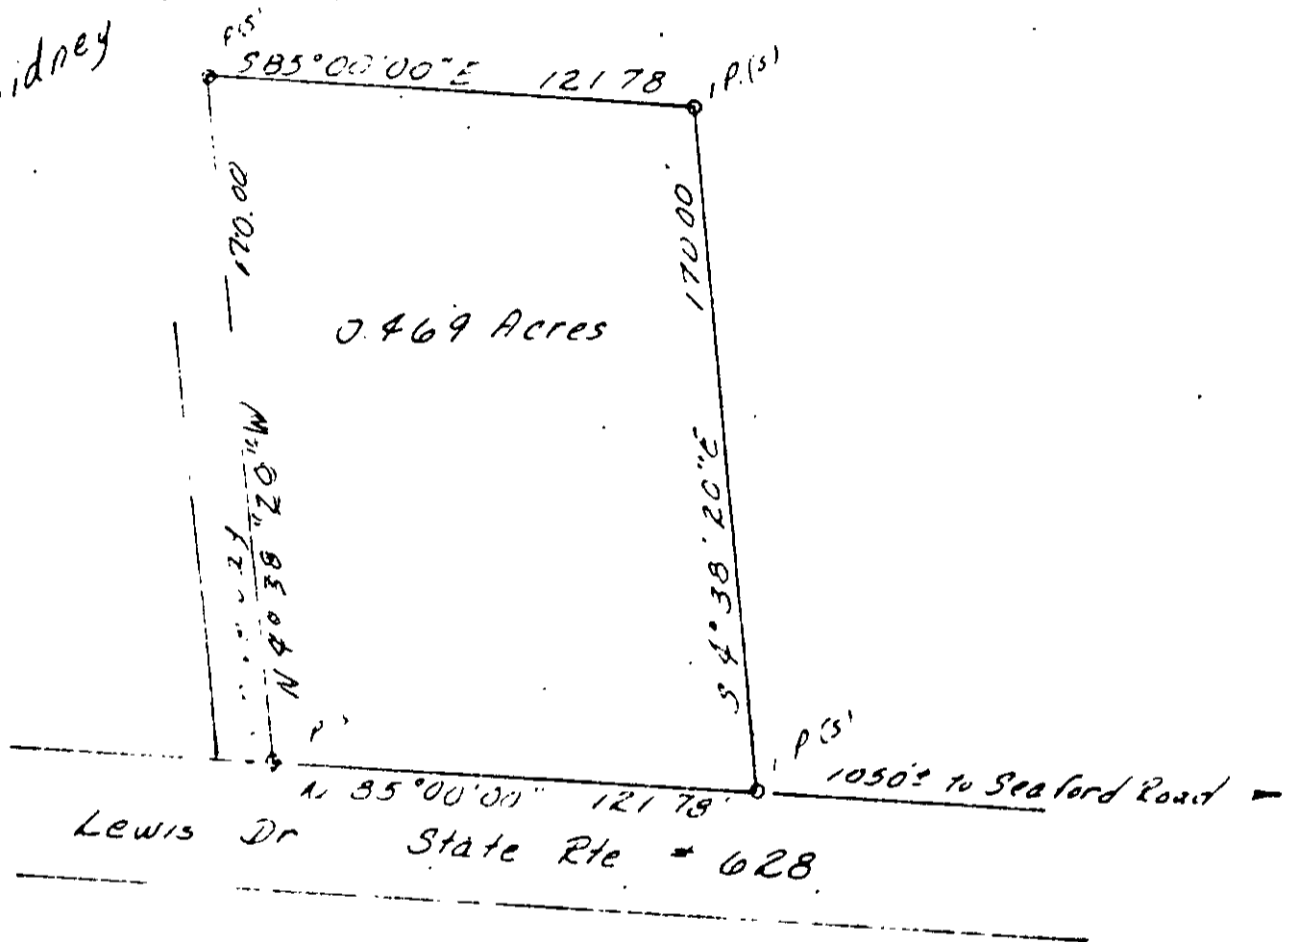 idney
P.(S)
S85°00'00"E 121 78
I.P.(S)
170.00
170 00'
0.469 Acres
N 4° 38' 20" W
S 4° 38' 20" E
P
I P (S)
N 85°00'00" 121 78'
1050'± to Seaford Road
Lewis Dr State Rte # 628